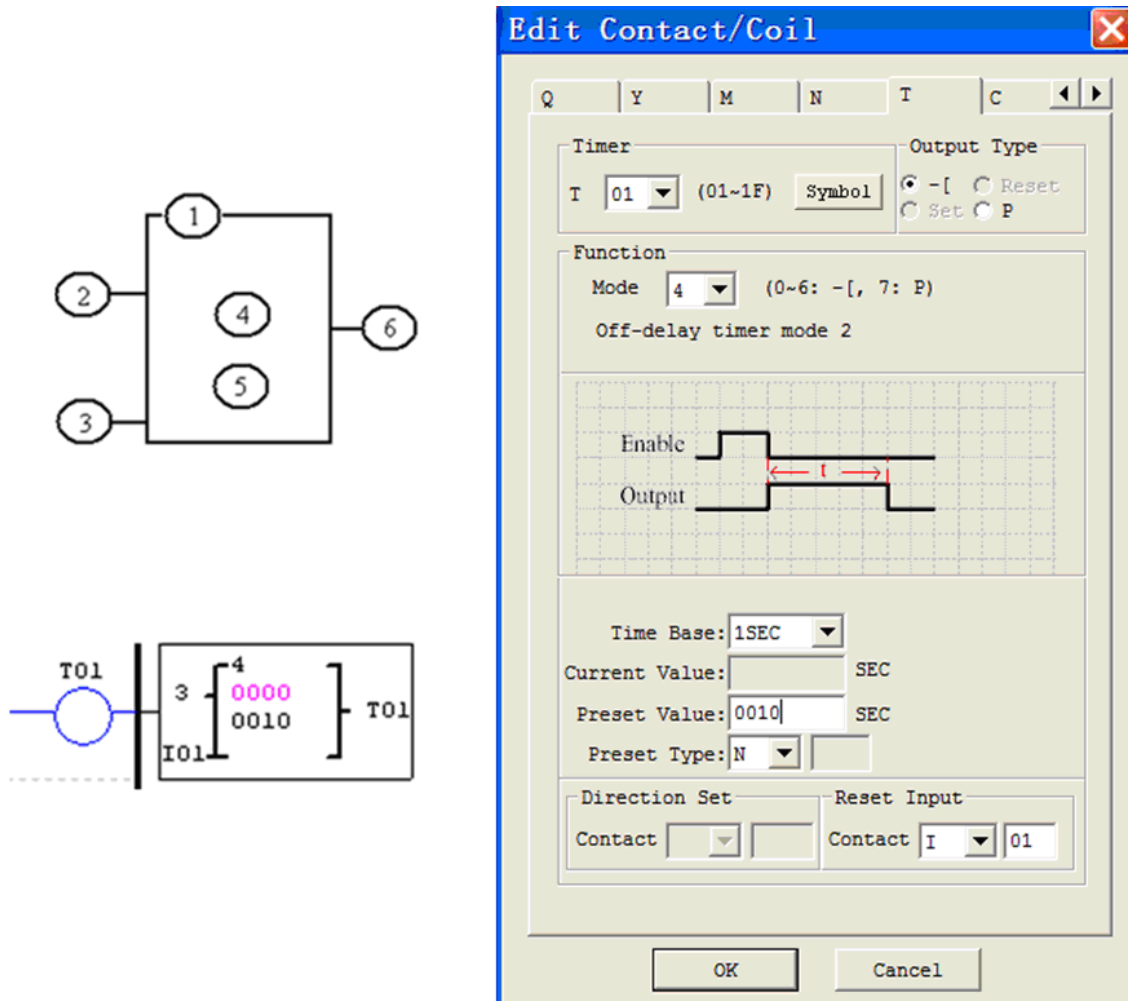 1
2
4
6
5
3
T01
4
3 0000
0010 T01
I01
Edit Contact/Coil
Q Y M N T C
Timer
T 01 (01~1F) Symbol
Output Type
-[ Reset
Set P
Function
Mode 4 (0~6: -[, 7: P)
Off-delay timer mode 2
Enable
t
Output
Time Base: 1SEC
Current Value: SEC
Preset Value: 0010 SEC
Preset Type: N
Direction Set
Contact
Reset Input
Contact I 01
OK Cancel